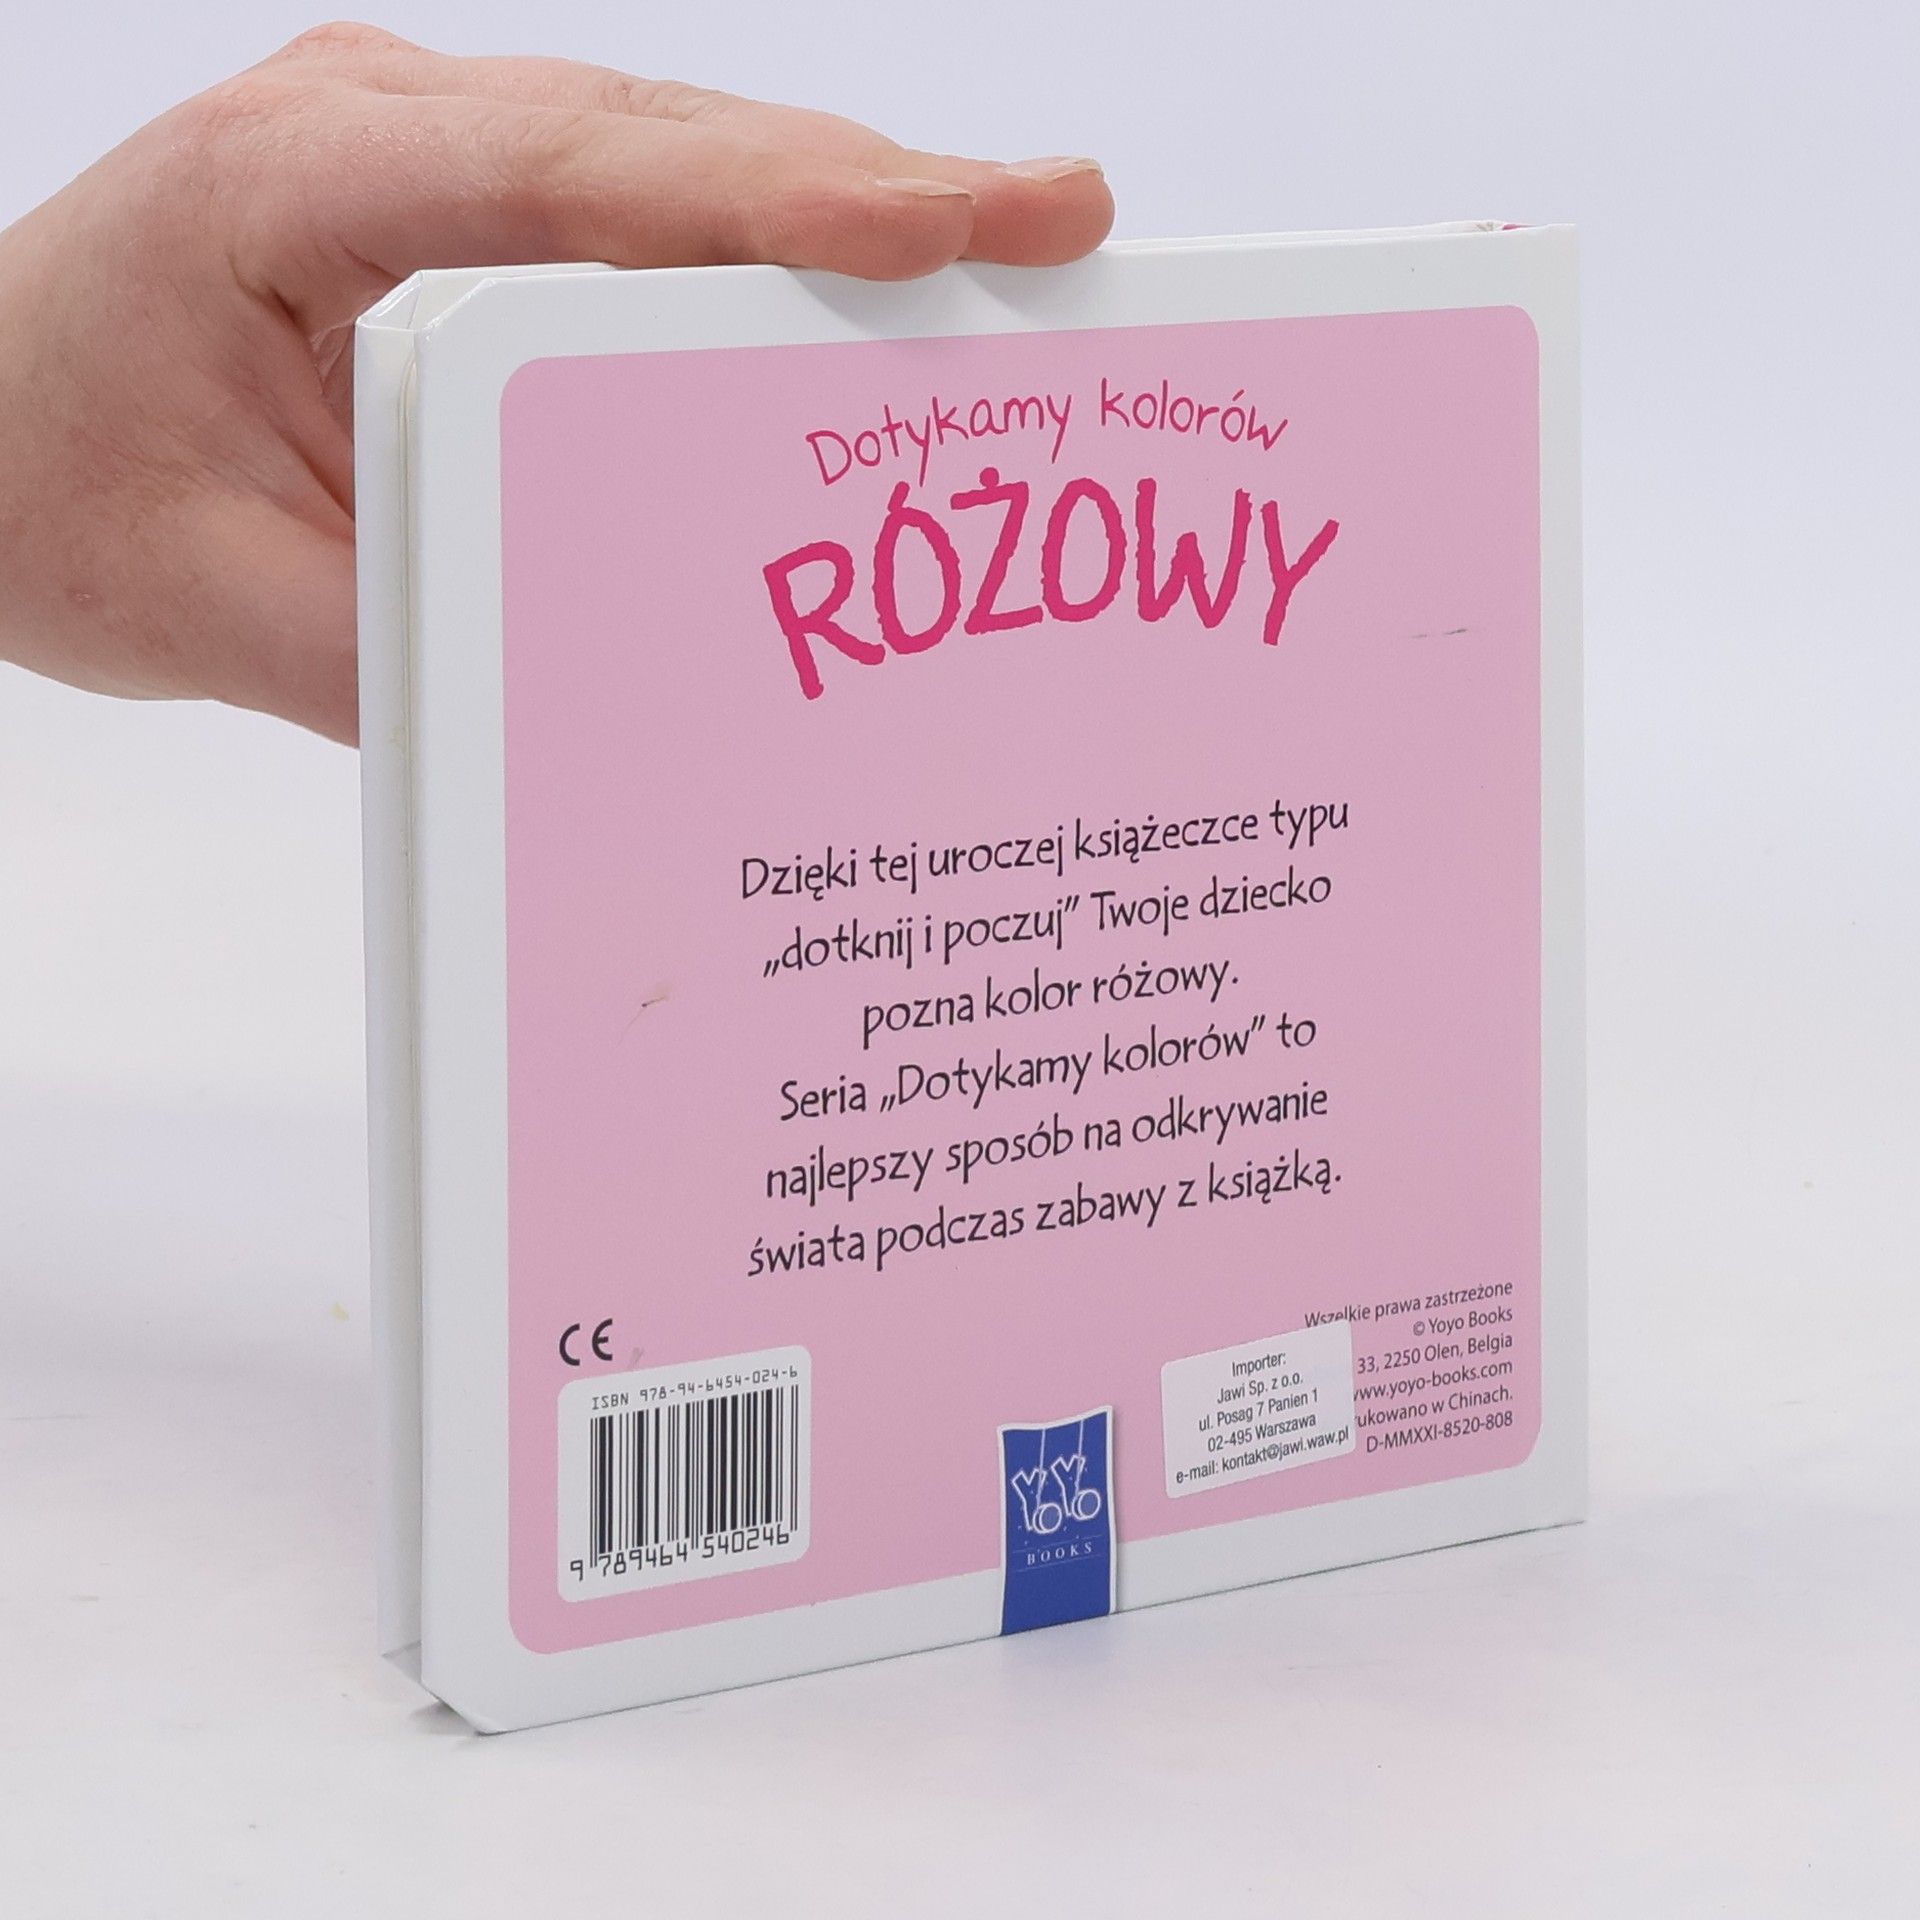 Dotykamy kolorów
RÓŻOWY
Dzięki tej uroczej książeczce typu
„dotknij i poczuj” Twoje dziecko
pozna kolor różowy.
Seria „Dotykamy kolorów” to
najlepszy sposób na odkrywanie
świata podczas zabawy z książką.
CE
ISBN 978-94-6454-024-6
9 789464 540246
YOYO
BOOKS
Importer:
Jawi Sp. z o.o.
ul. Posag 7 Panien 1
02-495 Warszawa
e-mail: kontakt@jawi.waw.pl
Wszelkie prawa zastrzeżone
© Yoyo Books
33, 2250 Olen, Belgia
www.yoyo-books.com
ukowano w Chinach.
D-MMXXI-8520-808